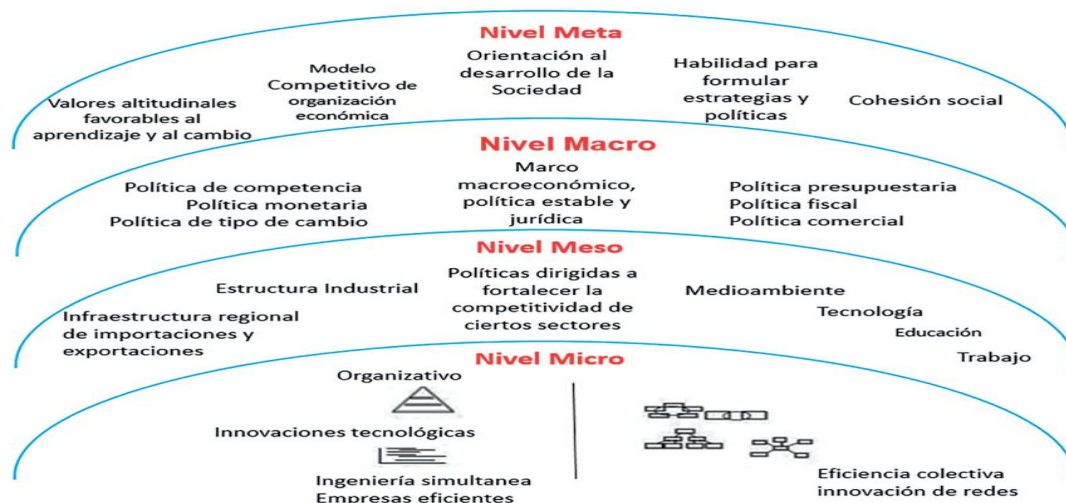 Nivel Meta
Valores altitudinales
favorables al
aprendizaje y al cambio
Modelo
Competitivo de
organización
económica
Orientación al
desarrollo de la
Sociedad
Habilidad para
formular
estrategias y
políticas
Cohesión social
Nivel Macro
Política de competencia
Política monetaria
Política de tipo de cambio
Marco
macroeconómico,
política estable y
jurídica
Política presupuestaria
Política fiscal
Política comercial
Nivel Meso
Infraestructura regional
de importaciones y
exportaciones
Estructura Industrial
Políticas dirigidas a
fortalecer la
competitividad de
ciertos sectores
Medioambiente
Tecnología
Educación
Trabajo
Nivel Micro
Organizativo
Innovaciones tecnológicas
Ingeniería simultanea
Empresas eficientes
Eficiencia colectiva
innovación de redes